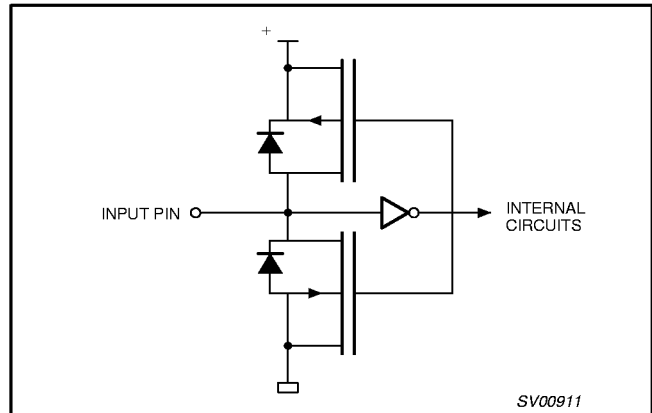 +
INPUT PIN
INTERNAL
CIRCUITS
SV00911